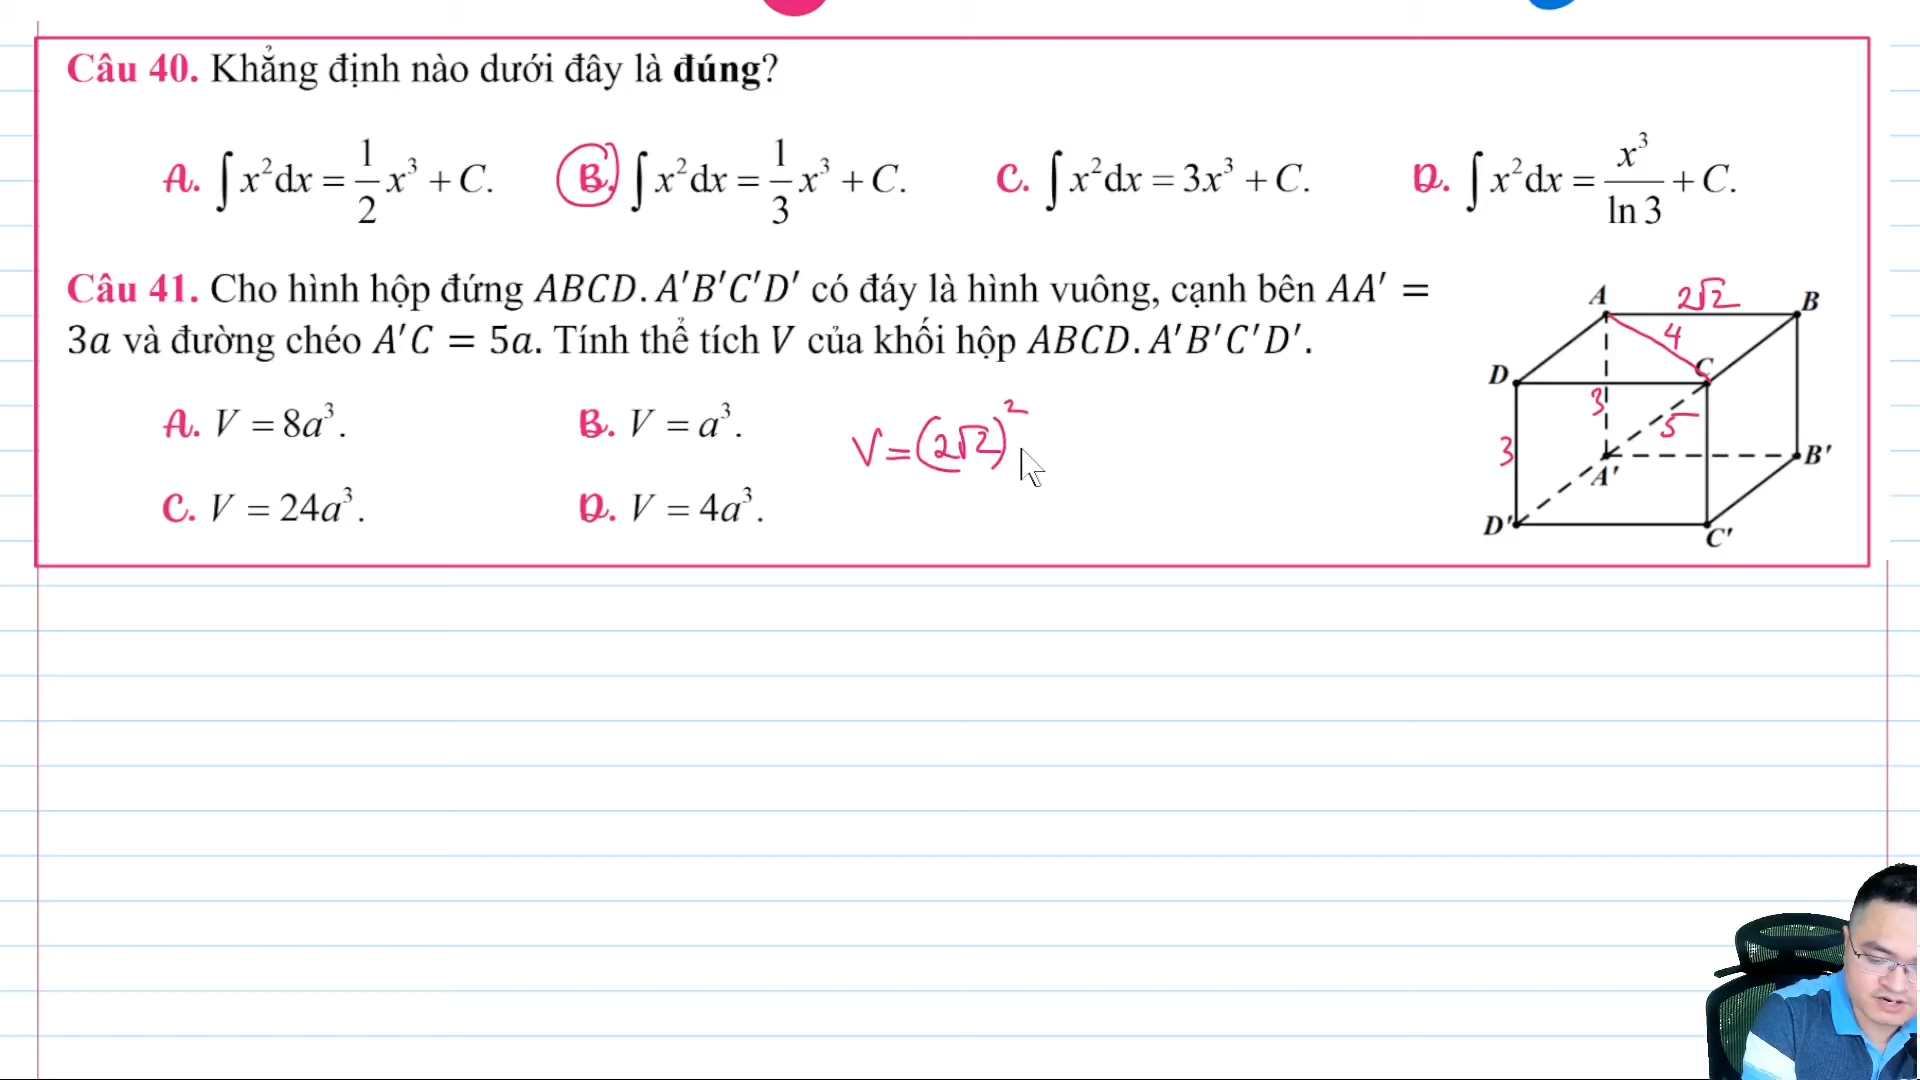 Câu 40. Khẳng định nào dưới đây là đúng?
A. ∫x²dx = 1/2 x³ + C. B. ∫x²dx = 1/3 x³ + C. C. ∫x²dx = 3x³ + C. D. ∫x²dx = x³/ln 3 + C.
Câu 41. Cho hình hộp đứng ABCD.A′B′C′D′ có đáy là hình vuông, cạnh bên AA′ =
3a và đường chéo A′C = 5a. Tính thể tích V của khối hộp ABCD.A′B′C′D′.
A. V = 8a³. B. V = a³.
V = (2√2)²
C. V = 24a³. D. V = 4a³.
A 2√2 B
4
D C
3 5
3
A' B'
D' C'